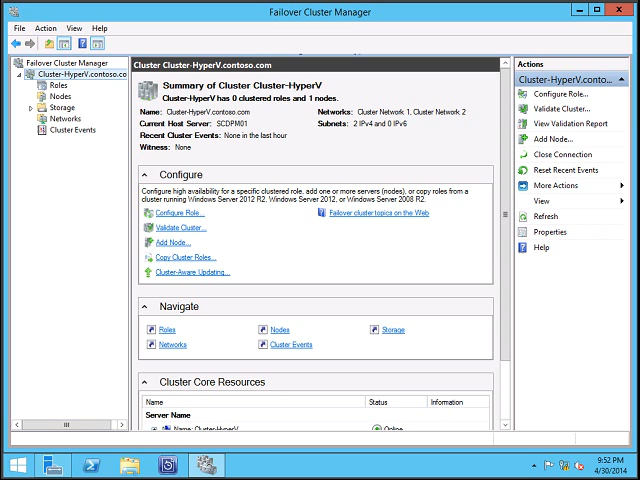 Failover Cluster Manager
File Action View Help
Failover Cluster Manager
Cluster-HyperV.contoso.co
Roles
Nodes
Storage
Networks
Cluster Events
Cluster Cluster-HyperV.contoso.com
Summary of Cluster Cluster-HyperV
Cluster-HyperV has 0 clustered roles and 1 nodes.
Name: Cluster-HyperV.contoso.com Networks: Cluster Network 1, Cluster Network 2
Current Host Server: SCDPM01 Subnets: 2 IPv4 and 0 IPv6
Recent Cluster Events: None in the last hour
Witness: None
Configure
Configure high availability for a specific clustered role, add one or more servers (nodes), or copy roles from a
cluster running Windows Server 2012 R2, Windows Server 2012, or Windows Server 2008 R2.
Configure Role... Failover cluster topics on the Web
Validate Cluster...
Add Node...
Copy Cluster Roles...
Cluster-Aware Updating...
Navigate
Roles Nodes Storage
Networks Cluster Events
Cluster Core Resources
Name Status Information
Server Name
Name: Cluster-HyperV Online
Actions
Cluster-HyperV.conto...
Configure Role...
Validate Cluster...
View Validation Report
Add Node...
Close Connection
Reset Recent Events
More Actions
View
Refresh
Properties
Help
9:52 PM
4/30/2014